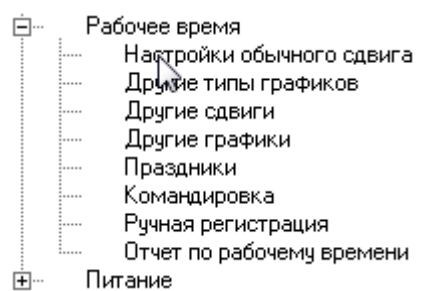 Рабочее время
Настройки обычного сдвига
Другие типы графиков
Другие сдвиги
Другие графики
Праздники
Командировка
Ручная регистрация
Отчет по рабочему времени
Питание